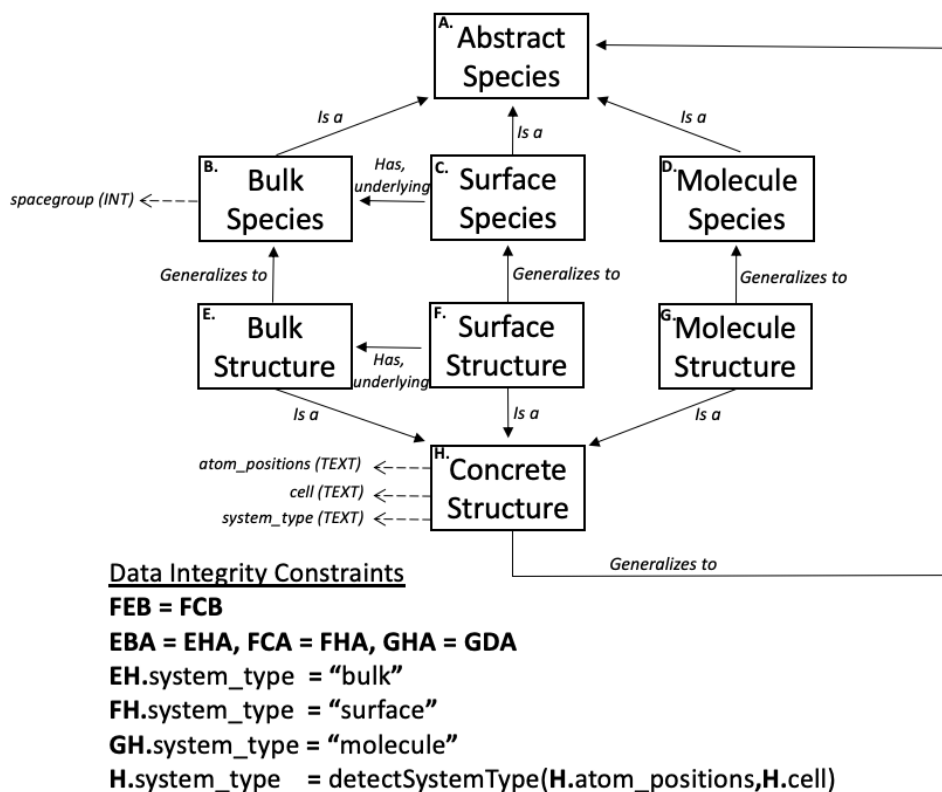 A.
Abstract
Species
Is a
Is a
Is a
B.
Bulk
Species
Has,
underlying
C.
Surface
Species
D.
Molecule
Species
spacegroup (INT)
Generalizes to
Generalizes to
Generalizes to
E.
Bulk
Structure
Has,
underlying
F.
Surface
Structure
G.
Molecule
Structure
Is a
Is a
Is a
H.
Concrete
Structure
atom_positions (TEXT)
cell (TEXT)
system_type (TEXT)
Generalizes to
Data Integrity Constraints
FEB = FCB
EBA = EHA, FCA = FHA, GHA = GDA
EH.system_type = “bulk”
FH.system_type = “surface”
GH.system_type = “molecule”
H.system_type = detectSystemType(H.atom_positions,H.cell)